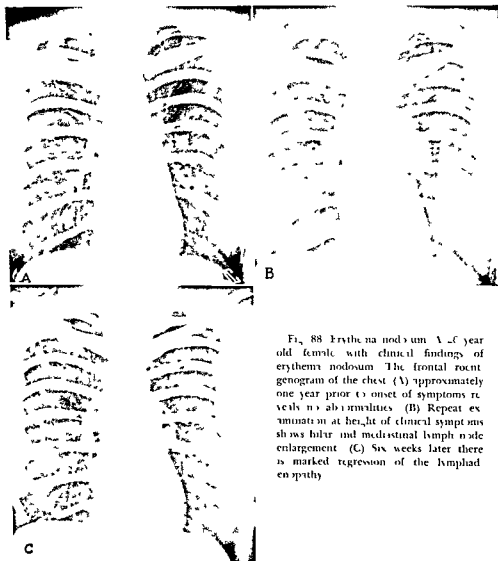 A
B
C
Fig. 88 Erythema nodosum A year
old female with clinical findings of
erythema nodosum The frontal roent
genogram of the chest (A) approximately
one year prior to onset of symptoms re
veals no abnormalities (B) Repeat ex
amination at height of clinical symptoms
shows hilar and mediastinal lymph node
enlargement (C) Six weeks later there
is marked regression of the lymphad
enopathy